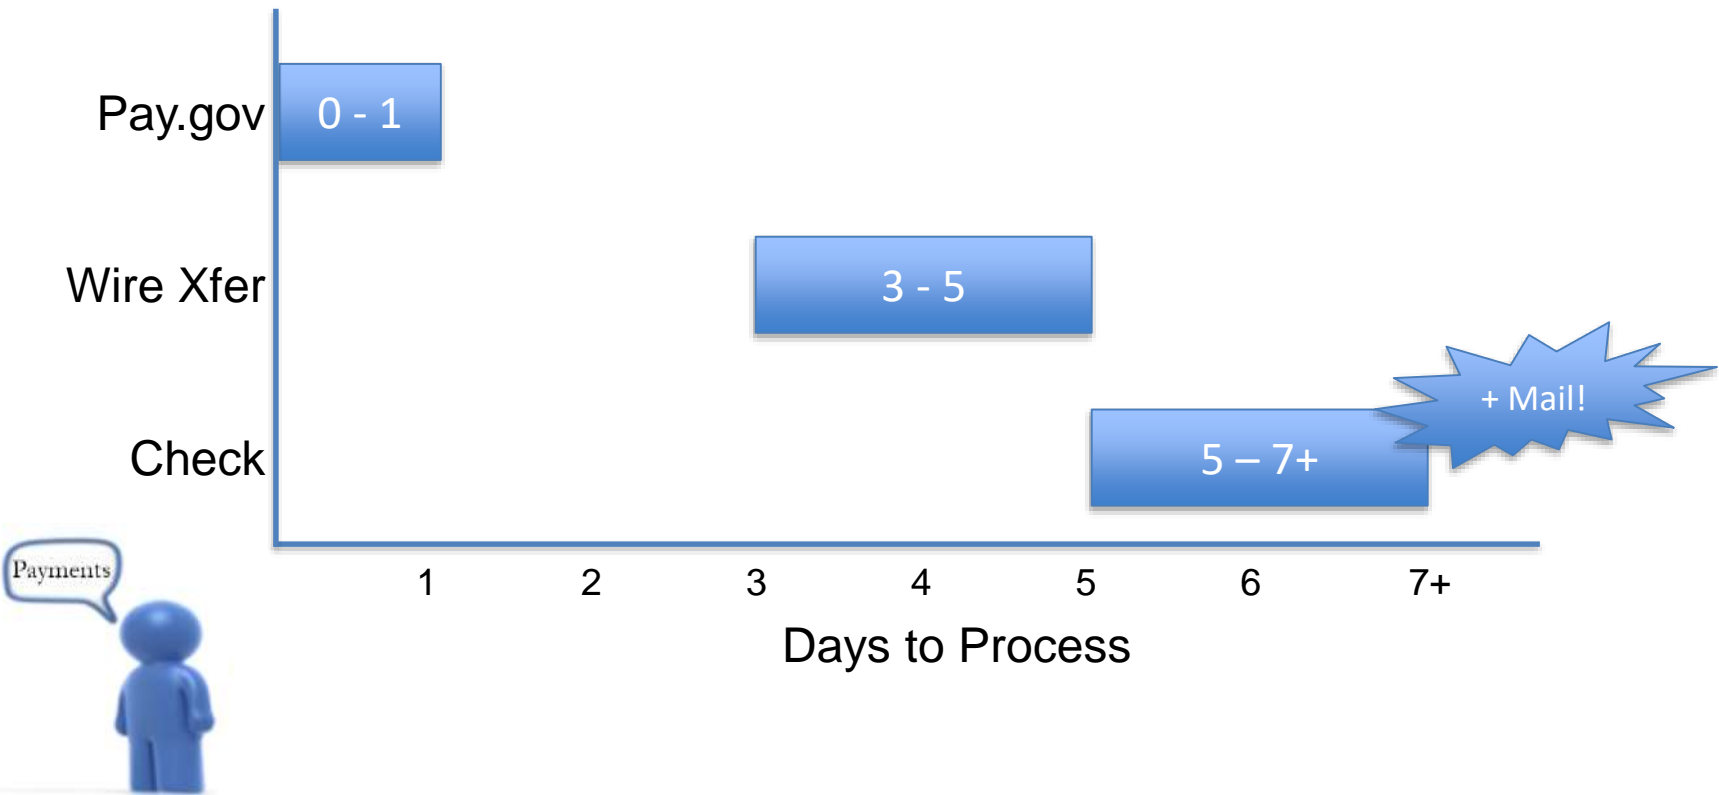 Pay.gov
0 - 1
Wire Xfer
3 - 5
+ Mail!
Check
5 – 7+
Payments
1 2 3 4 5 6 7+
Days to Process